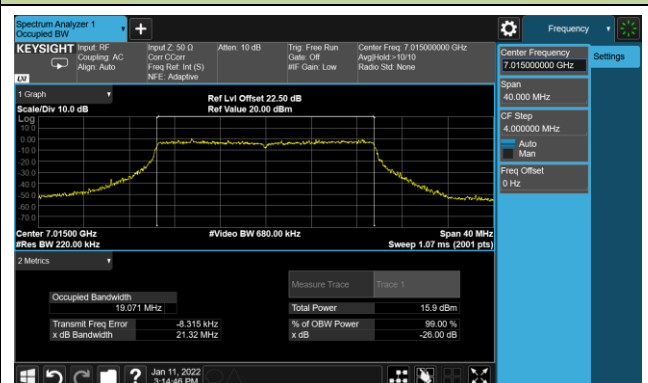 Spectrum Analyzer 1
Occupied BW
+
Frequency
KEYSIGHT
Input: RF
Coupling: AC
Align: Auto
Input Z: 50 Ω
Corr CCorr
Freq Ref: Int (S)
NFE: Adaptive
Atten: 10 dB
Trig: Free Run
Gate: Off
#IF Gain: Low
Center Freq: 7.015000000 GHz
Avg|Hold:>10/10
Radio Std: None
LXI
Center Frequency
7.015000000 GHz
Settings
Span
40.000 MHz
CF Step
4.000000 MHz
Auto
Man
Freq Offset
0 Hz
1 Graph
Ref Lvl Offset 22.50 dB
Scale/Div 10.0 dB
Ref Value 20.00 dBm
Log
10.0
0.00
-10.0
-20.0
-30.0
-40.0
-50.0
-60.0
-70.0
Center 7.01500 GHz
#Video BW 680.00 kHz
Span 40 MHz
#Res BW 220.00 kHz
Sweep 1.07 ms (2001 pts)
2 Metrics
Measure Trace
Trace 1
Occupied Bandwidth
19.071 MHz
Total Power
15.9 dBm
Transmit Freq Error
-8.315 kHz
% of OBW Power
99.00 %
x dB Bandwidth
21.32 MHz
x dB
-26.00 dB
?
Jan 11, 2022
3:14:46 PM